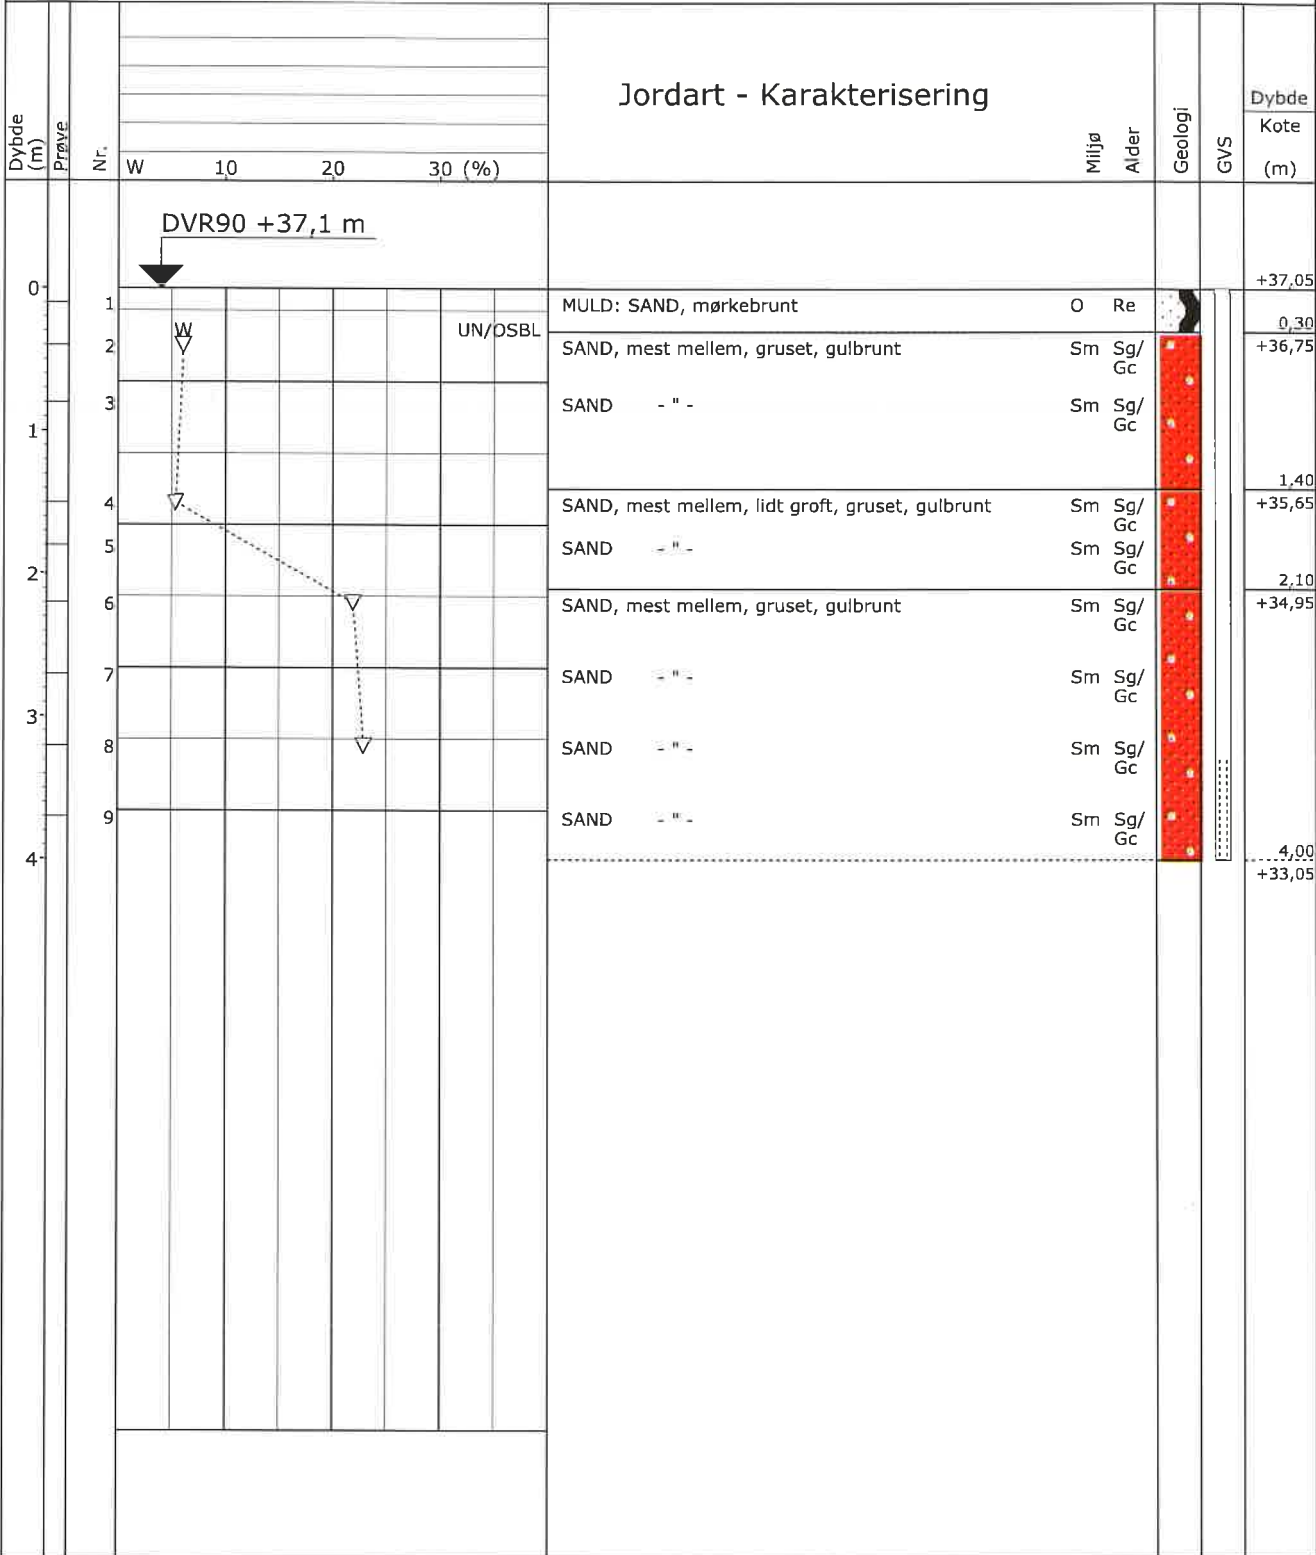 Jordart - Karakterisering
Dybde (m)
Prøve
Nr.
W 10 20 30 (%)
Miljø
Alder
Geologi
GVS
Dybde
Kote
(m)
DVR90 +37,1 m
0
+37,05
1 MULD: SAND, mørkebrunt O Re
0,30
W UN/OSBL
+36,75
2 SAND, mest mellem, gruset, gulbrunt Sm Sg/
Gc
3 SAND - " - Sm Sg/
Gc
1
1,40
+35,65
4 SAND, mest mellem, lidt groft, gruset, gulbrunt Sm Sg/
Gc
5 SAND - " - Sm Sg/
Gc
2
2,10
+34,95
6 SAND, mest mellem, gruset, gulbrunt Sm Sg/
Gc
7 SAND - " - Sm Sg/
Gc
3
8 SAND - " - Sm Sg/
Gc
9 SAND - " - Sm Sg/
Gc
4
4,00
+33,05